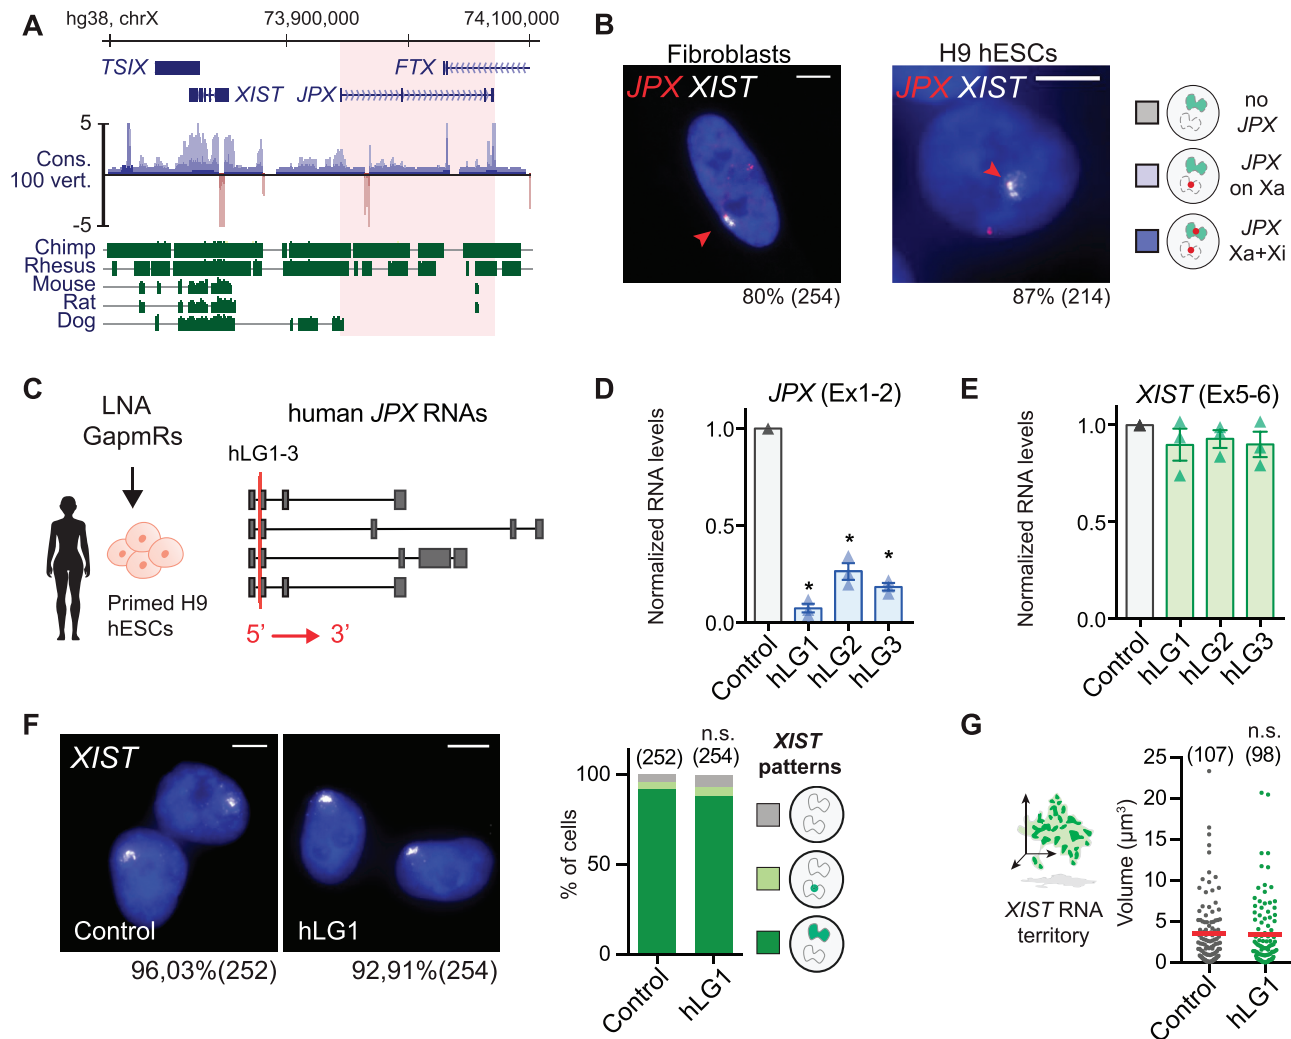 A
hg38, chrX
73,900,000
74,100,000
TSIX
FTX
XIST
JPX
5
Cons.
100 vert.
-5
Chimp
Rhesus
Mouse
Rat
Dog
B
Fibroblasts
H9 hESCs
JPX XIST
JPX XIST
80% (254)
87% (214)
no
JPX
JPX
on Xa
JPX
Xa+Xi
C
LNA
GapmRs
human JPX RNAs
hLG1-3
Primed H9
hESCs
5’
3’
D
JPX (Ex1-2)
Normalized RNA levels
1.0
0.5
0.0
*
*
*
Control
hLG1
hLG2
hLG3
E
XIST (Ex5-6)
Normalized RNA levels
1.0
0.5
0.0
Control
hLG1
hLG2
hLG3
F
XIST
Control
hLG1
96,03%(252)
92,91%(254)
n.s.
(252)
(254)
% of cells
100
50
0
Control
hLG1
XIST
patterns
G
XIST RNA
territory
n.s.
(107)
(98)
Volume (µm³)
25
20
15
10
5
0
Control
hLG1